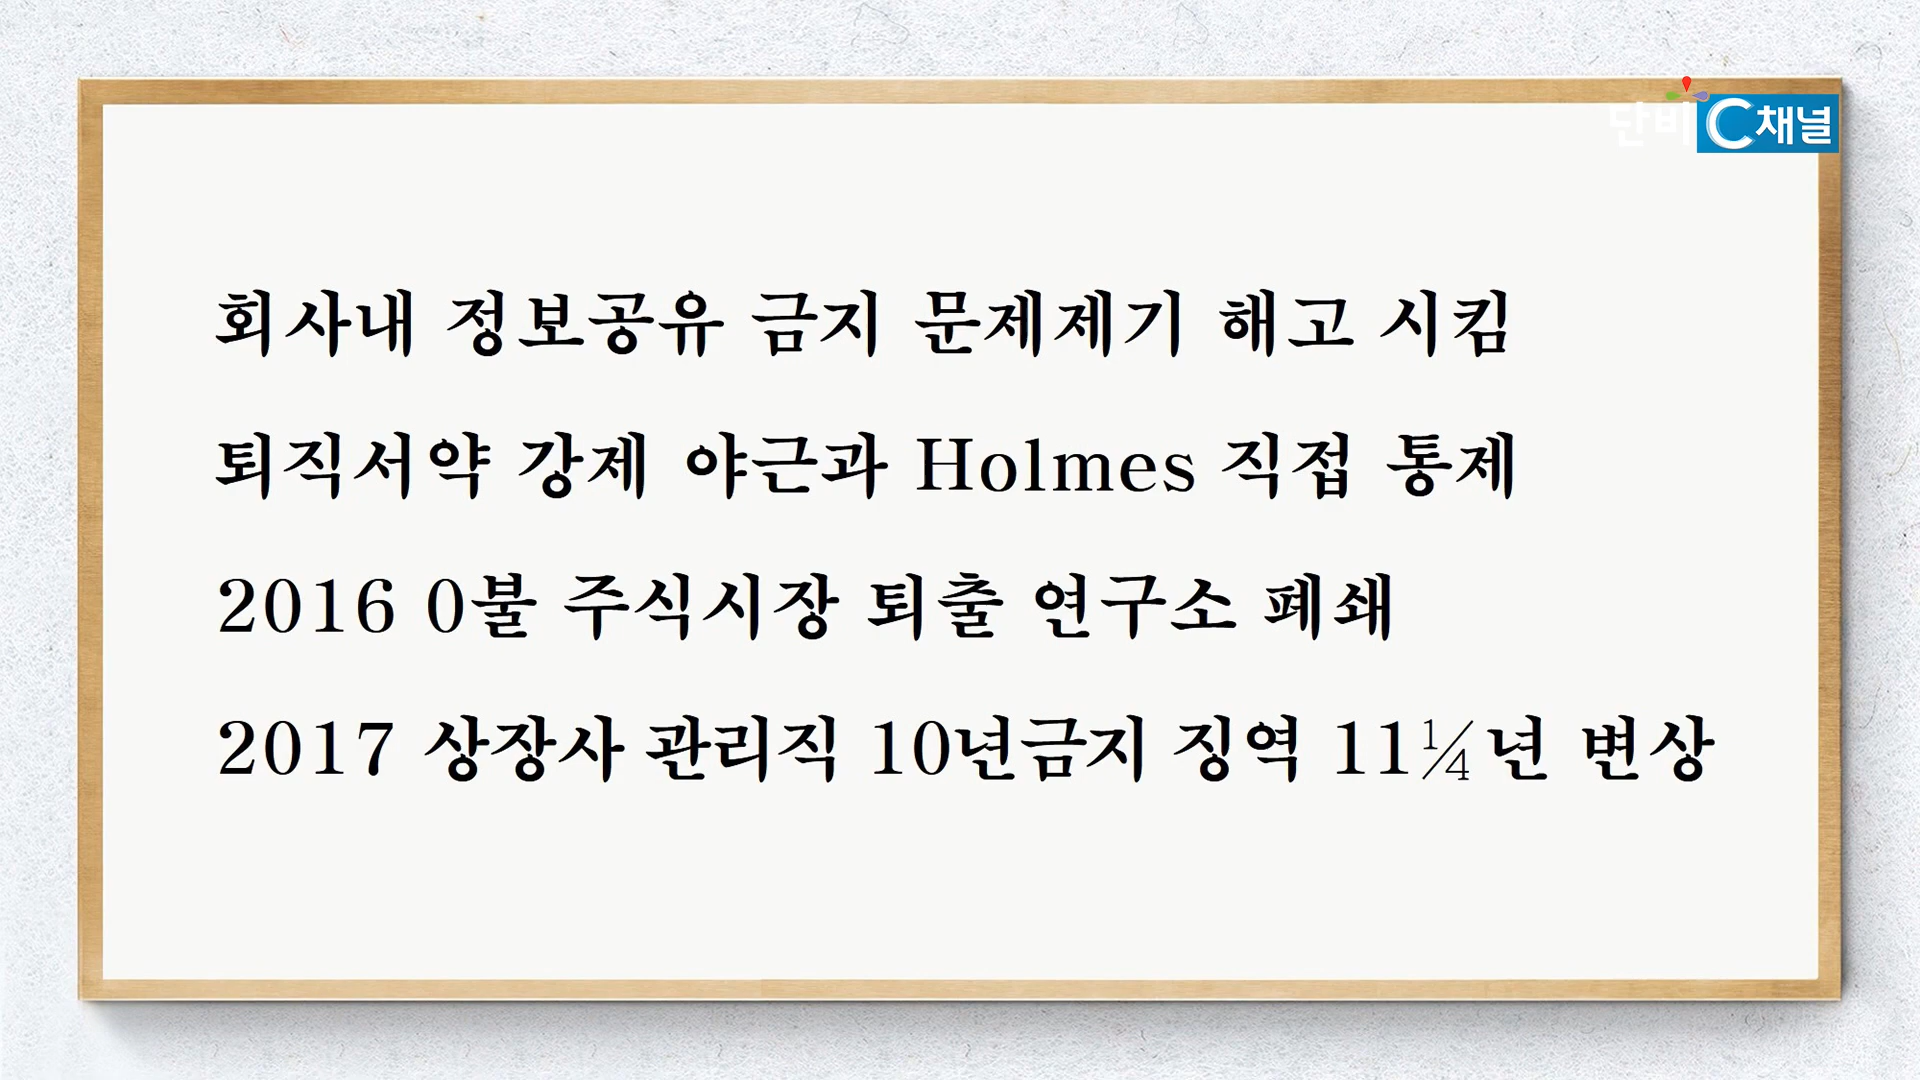 단비 C채널
회사내 정보공유 금지 문제제기 해고 시킴
퇴직서약 강제 야근과 Holmes 직접 통제
2016 0불 주식시장 퇴출 연구소 폐쇄
2017 상장사 관리직 10년금지 징역 11¼년 변상